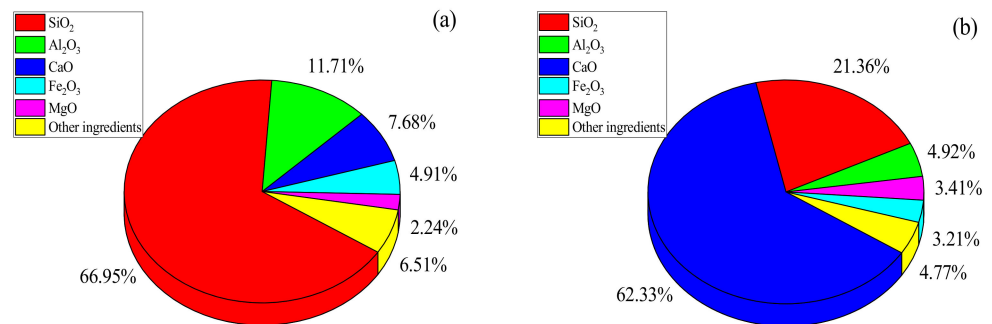 (a)
SiO₂
Al₂O₃
CaO
Fe₂O₃
MgO
Other ingredients
11.71%
7.68%
4.91%
2.24%
6.51%
66.95%
(b)
SiO₂
Al₂O₃
CaO
Fe₂O₃
MgO
Other ingredients
21.36%
4.92%
3.41%
3.21%
4.77%
62.33%